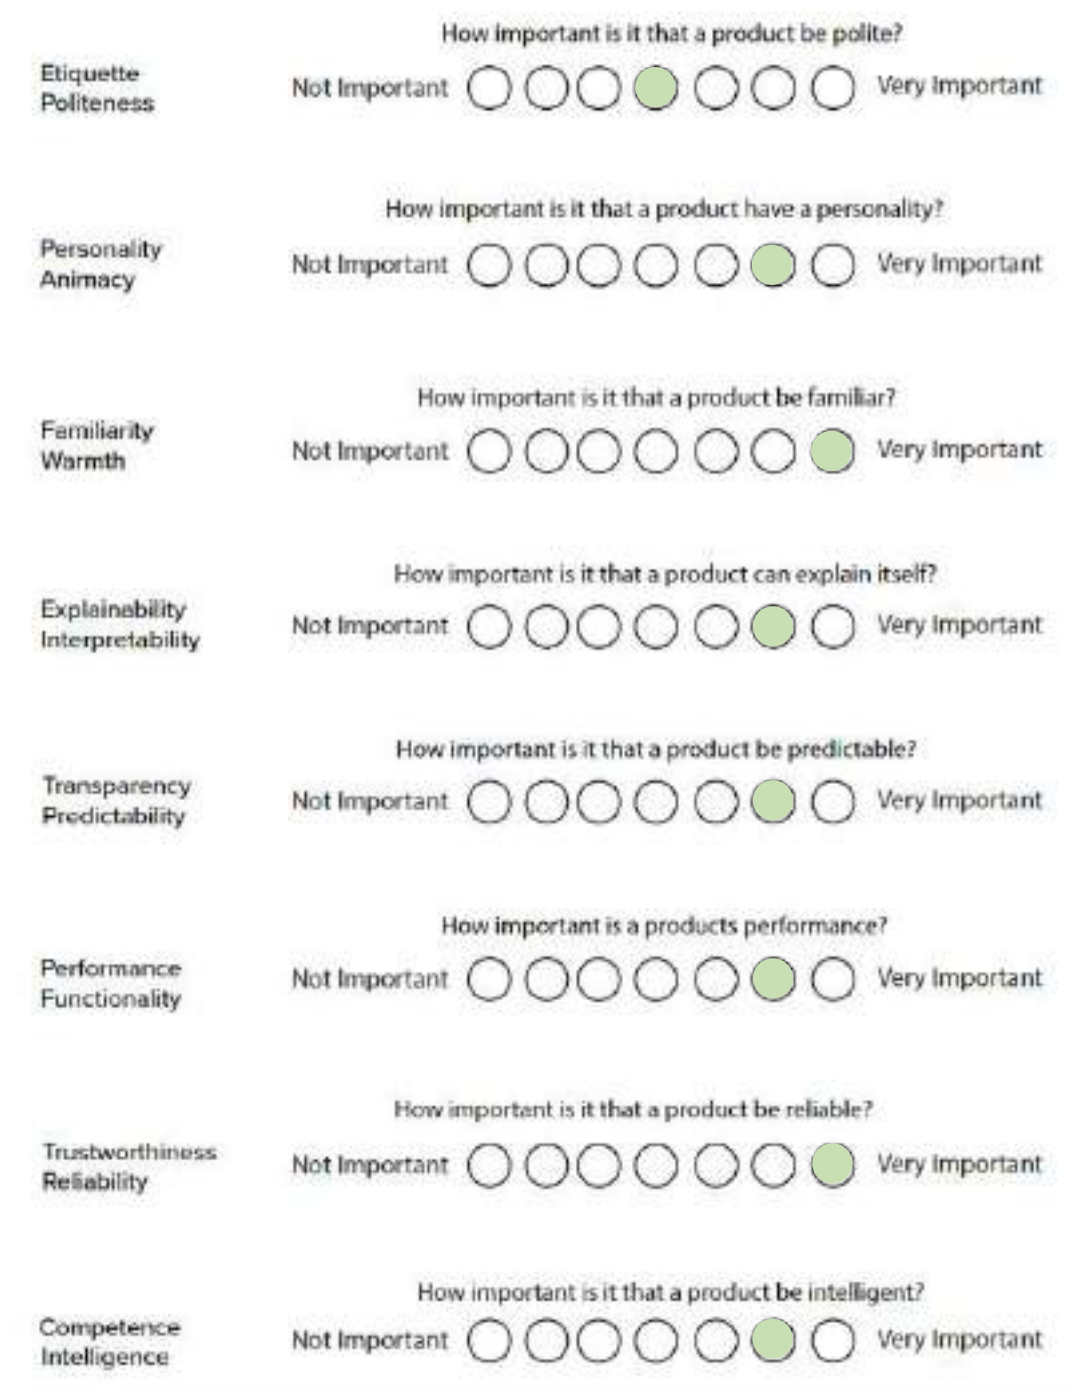 How important is it that a product be polite?
Etiquette
Politeness
Not Important
Very Important
How important is it that a product have a personality?
Personality
Animacy
Not Important
Very Important
How important is it that a product be familiar?
Familiarity
Warmth
Not Important
Very Important
How important is it that a product can explain itself?
Explainability
Interpretability
Not Important
Very Important
How important is it that a product be predictable?
Transparency
Predictability
Not Important
Very Important
How important is a products performance?
Performance
Functionality
Not Important
Very Important
How important is it that a product be reliable?
Trustworthiness
Reliability
Not Important
Very Important
How important is it that a product be intelligent?
Competence
Intelligence
Not Important
Very Important